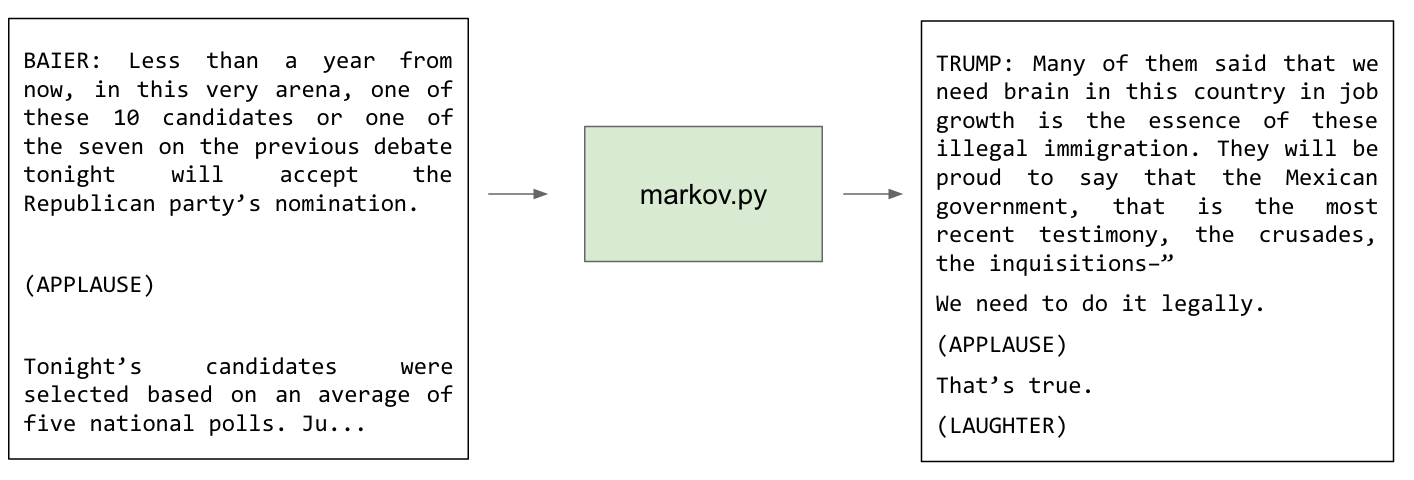 BAIER: Less than a year from
now, in this very arena, one of
these 10 candidates or one of
the seven on the previous debate
tonight will accept the
Republican party’s nomination.
(APPLAUSE)
Tonight’s candidates were
selected based on an average of
five national polls. Ju...
markov.py
TRUMP: Many of them said that we
need brain in this country in job
growth is the essence of these
illegal immigration. They will be
proud to say that the Mexican
government, that is the most
recent testimony, the crusades,
the inquisitions–”
We need to do it legally.
(APPLAUSE)
That’s true.
(LAUGHTER)